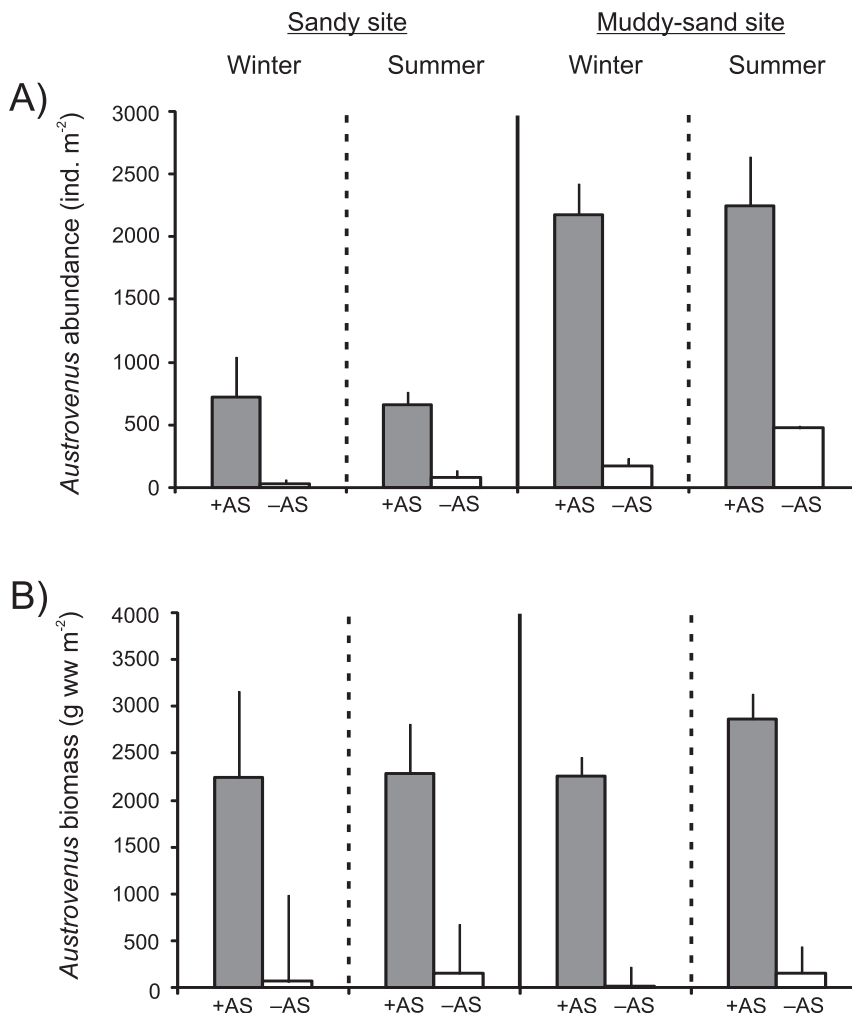 Sandy site Muddy-sand site
Winter Summer Winter Summer
A)
Austrovenus abundance (ind. m⁻²)
3000
2500
2000
1500
1000
500
0
+AS –AS +AS –AS +AS –AS +AS –AS
B)
Austrovenus biomass (g ww m⁻²)
4000
3500
3000
2500
2000
1500
1000
500
0
+AS –AS +AS –AS +AS –AS +AS –AS